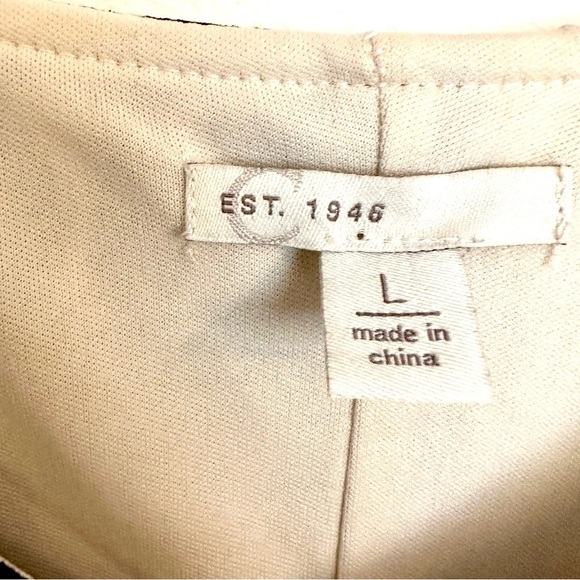 C
EST. 1946
L
made in
china